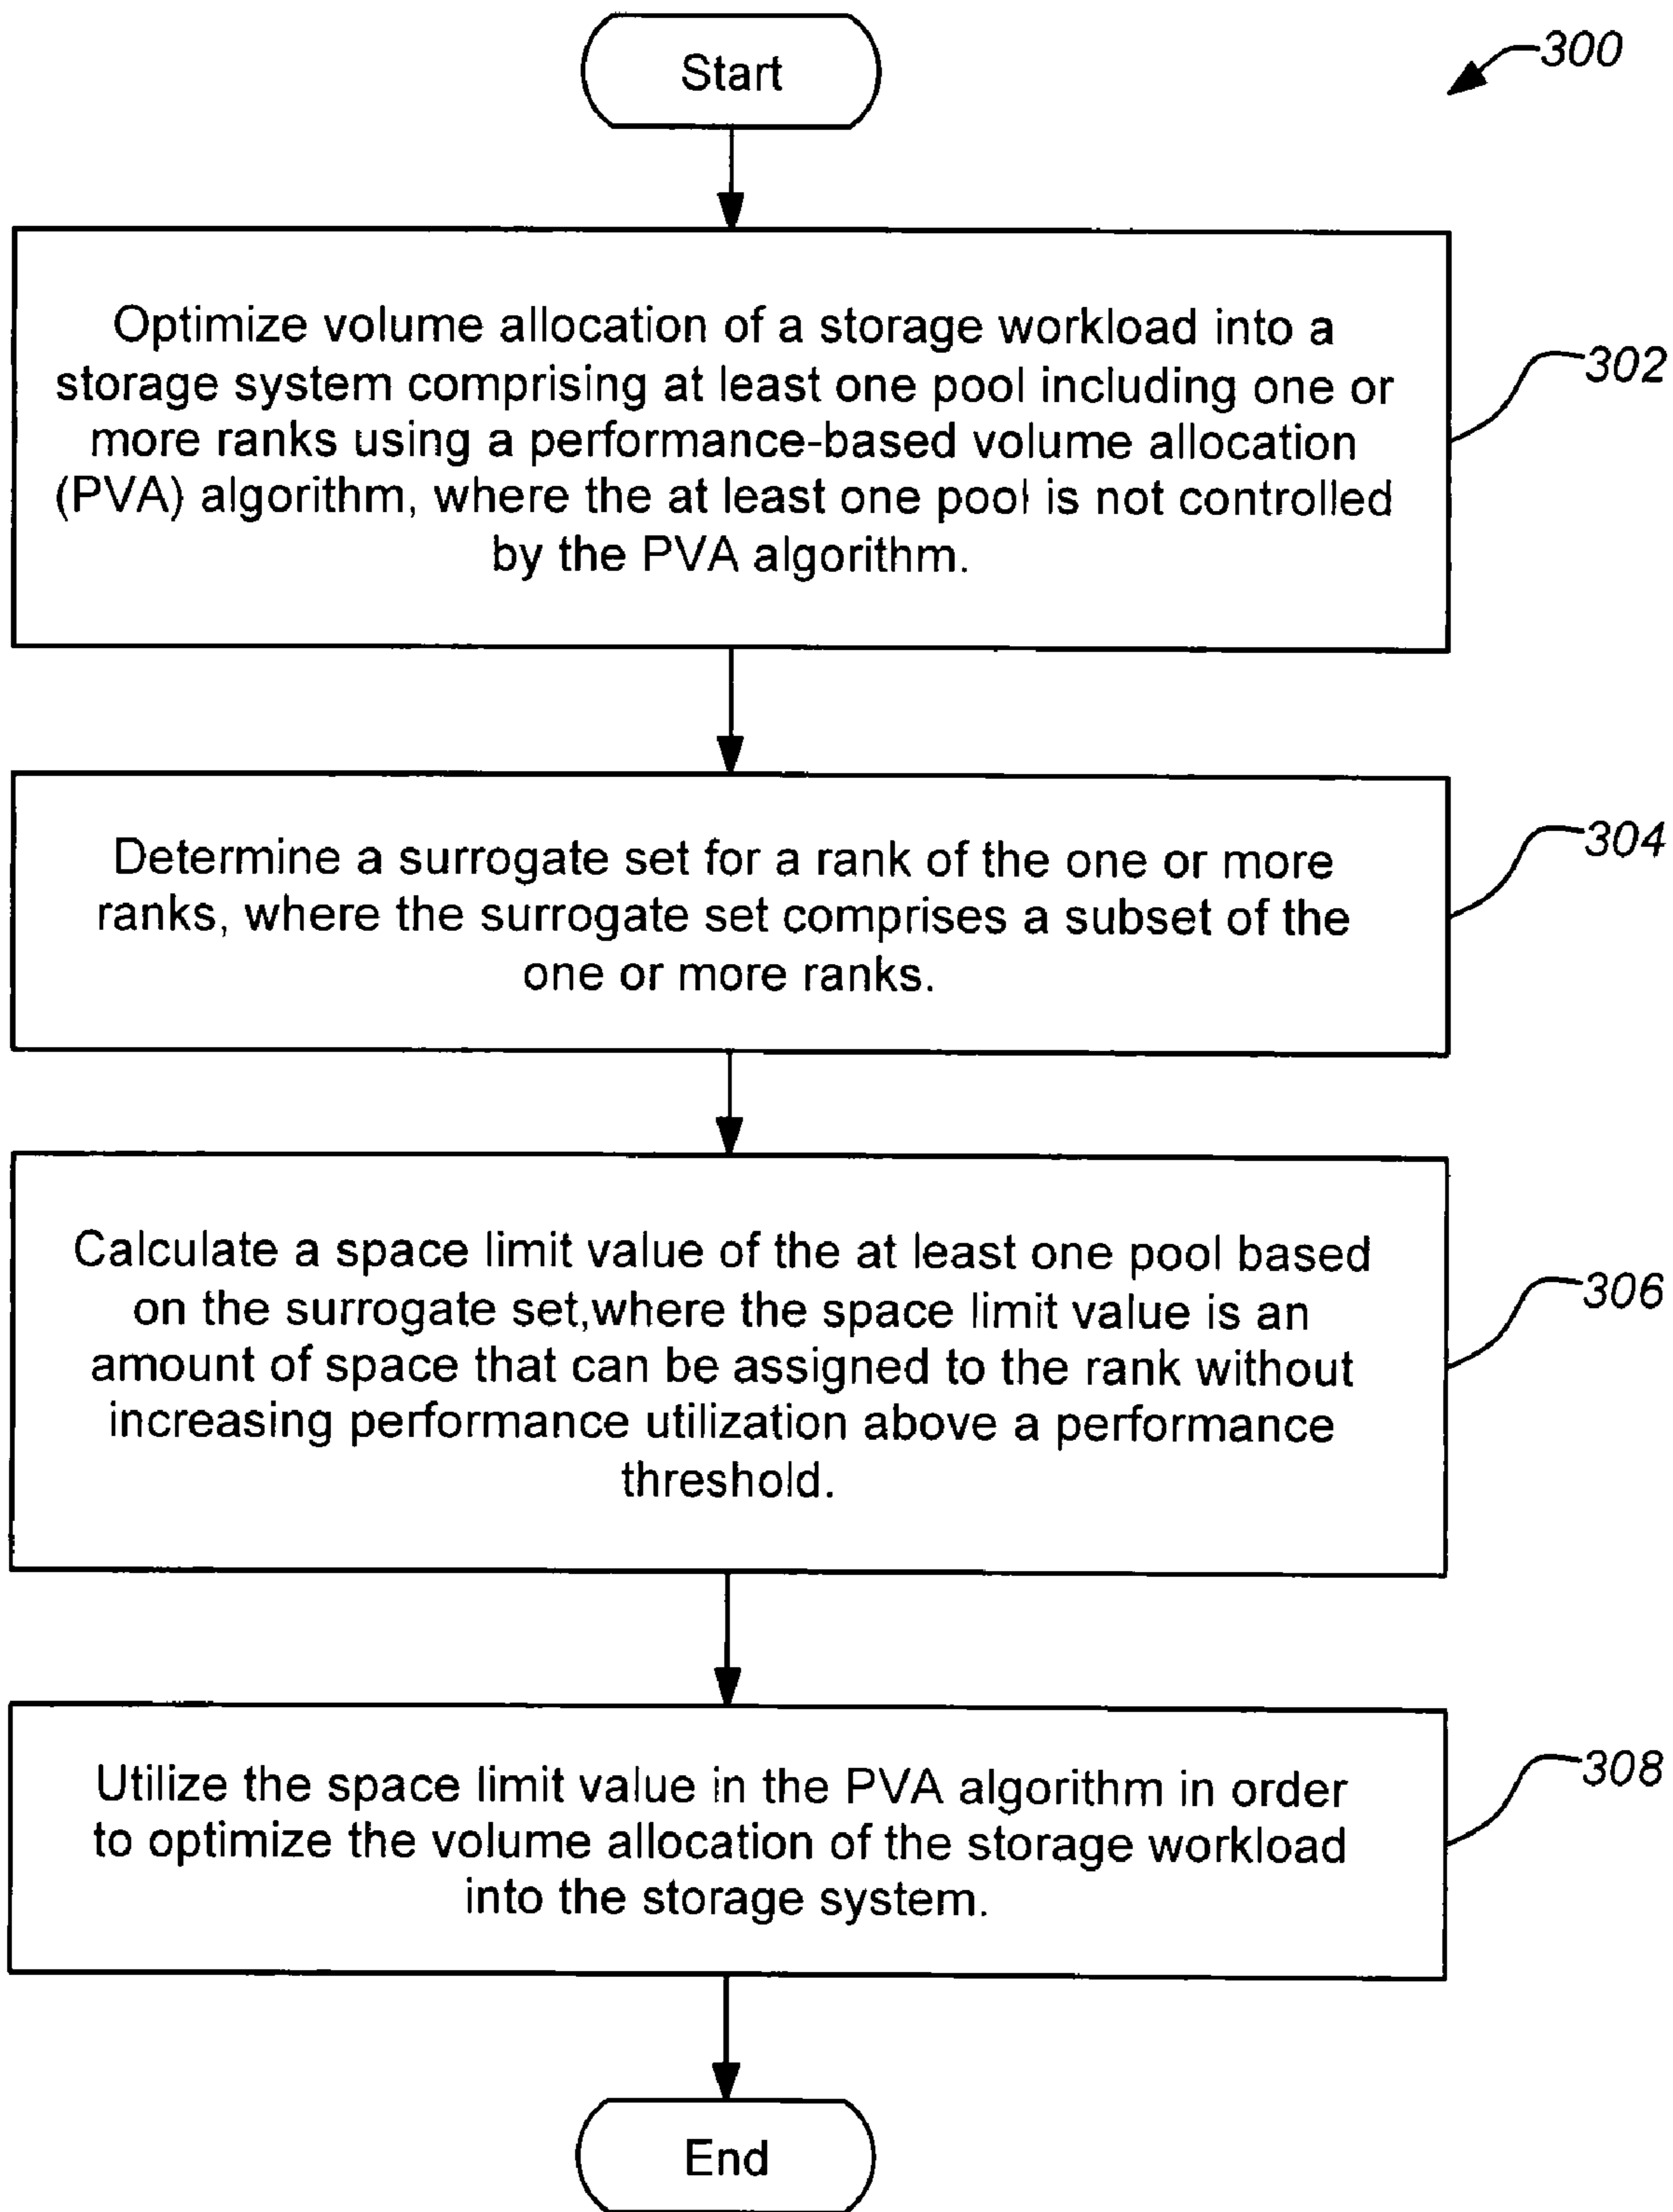 Start
300
Optimize volume allocation of a storage workload into a
storage system comprising at least one pool including one or
more ranks using a performance-based volume allocation
(PVA) algorithm, where the at least one pool is not controlled
by the PVA algorithm.
302
Determine a surrogate set for a rank of the one or more
ranks, where the surrogate set comprises a subset of the
one or more ranks.
304
Calculate a space limit value of the at least one pool based
on the surrogate set,where the space limit value is an
amount of space that can be assigned to the rank without
increasing performance utilization above a performance
threshold.
306
Utilize the space limit value in the PVA algorithm in order
to optimize the volume allocation of the storage workload
into the storage system.
308
End